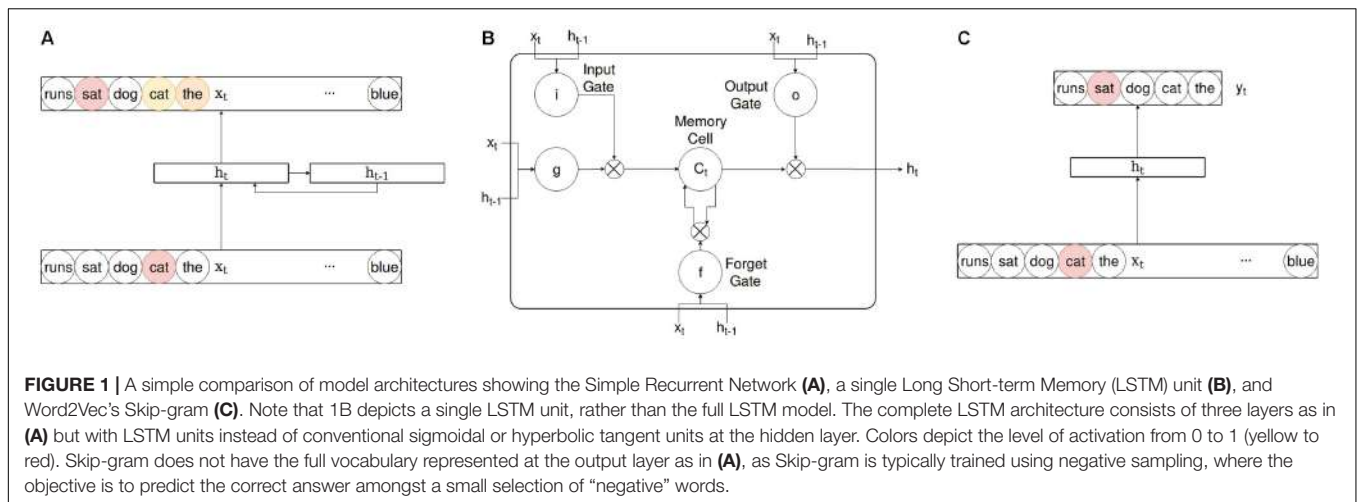 A
runs sat dog cat the xt ... blue
ht ht-1
runs sat dog cat the xt ... blue
B
xt ht-1 xt ht-1
i Input
Gate
Output
Gate o
Memory
Cell
xt
g Ct ht
ht-1
f Forget
Gate
xt ht-1
C
runs sat dog cat the yt
ht
runs sat dog cat the xt ... blue
FIGURE 1 | A simple comparison of model architectures showing the Simple Recurrent Network (A), a single Long Short-term Memory (LSTM) unit (B), and
Word2Vec's Skip-gram (C). Note that 1B depicts a single LSTM unit, rather than the full LSTM model. The complete LSTM architecture consists of three layers as in
(A) but with LSTM units instead of conventional sigmoidal or hyperbolic tangent units at the hidden layer. Colors depict the level of activation from 0 to 1 (yellow to
red). Skip-gram does not have the full vocabulary represented at the output layer as in (A), as Skip-gram is typically trained using negative sampling, where the
objective is to predict the correct answer amongst a small selection of "negative" words.